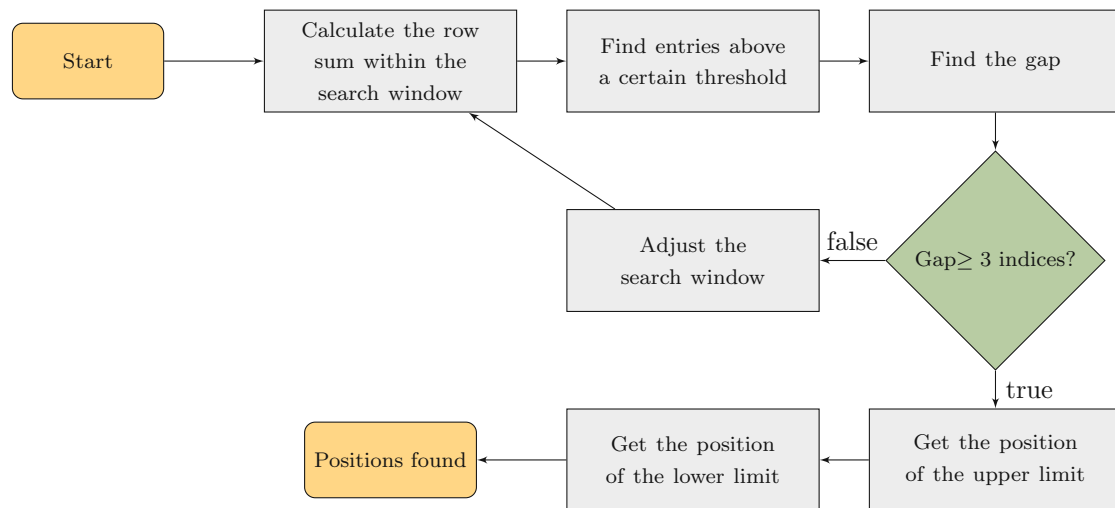 Start
Calculate the row
sum within the
search window
Find entries above
a certain threshold
Find the gap
Gap≥ 3 indices?
false
Adjust the
search window
true
Get the position
of the upper limit
Get the position
of the lower limit
Positions found